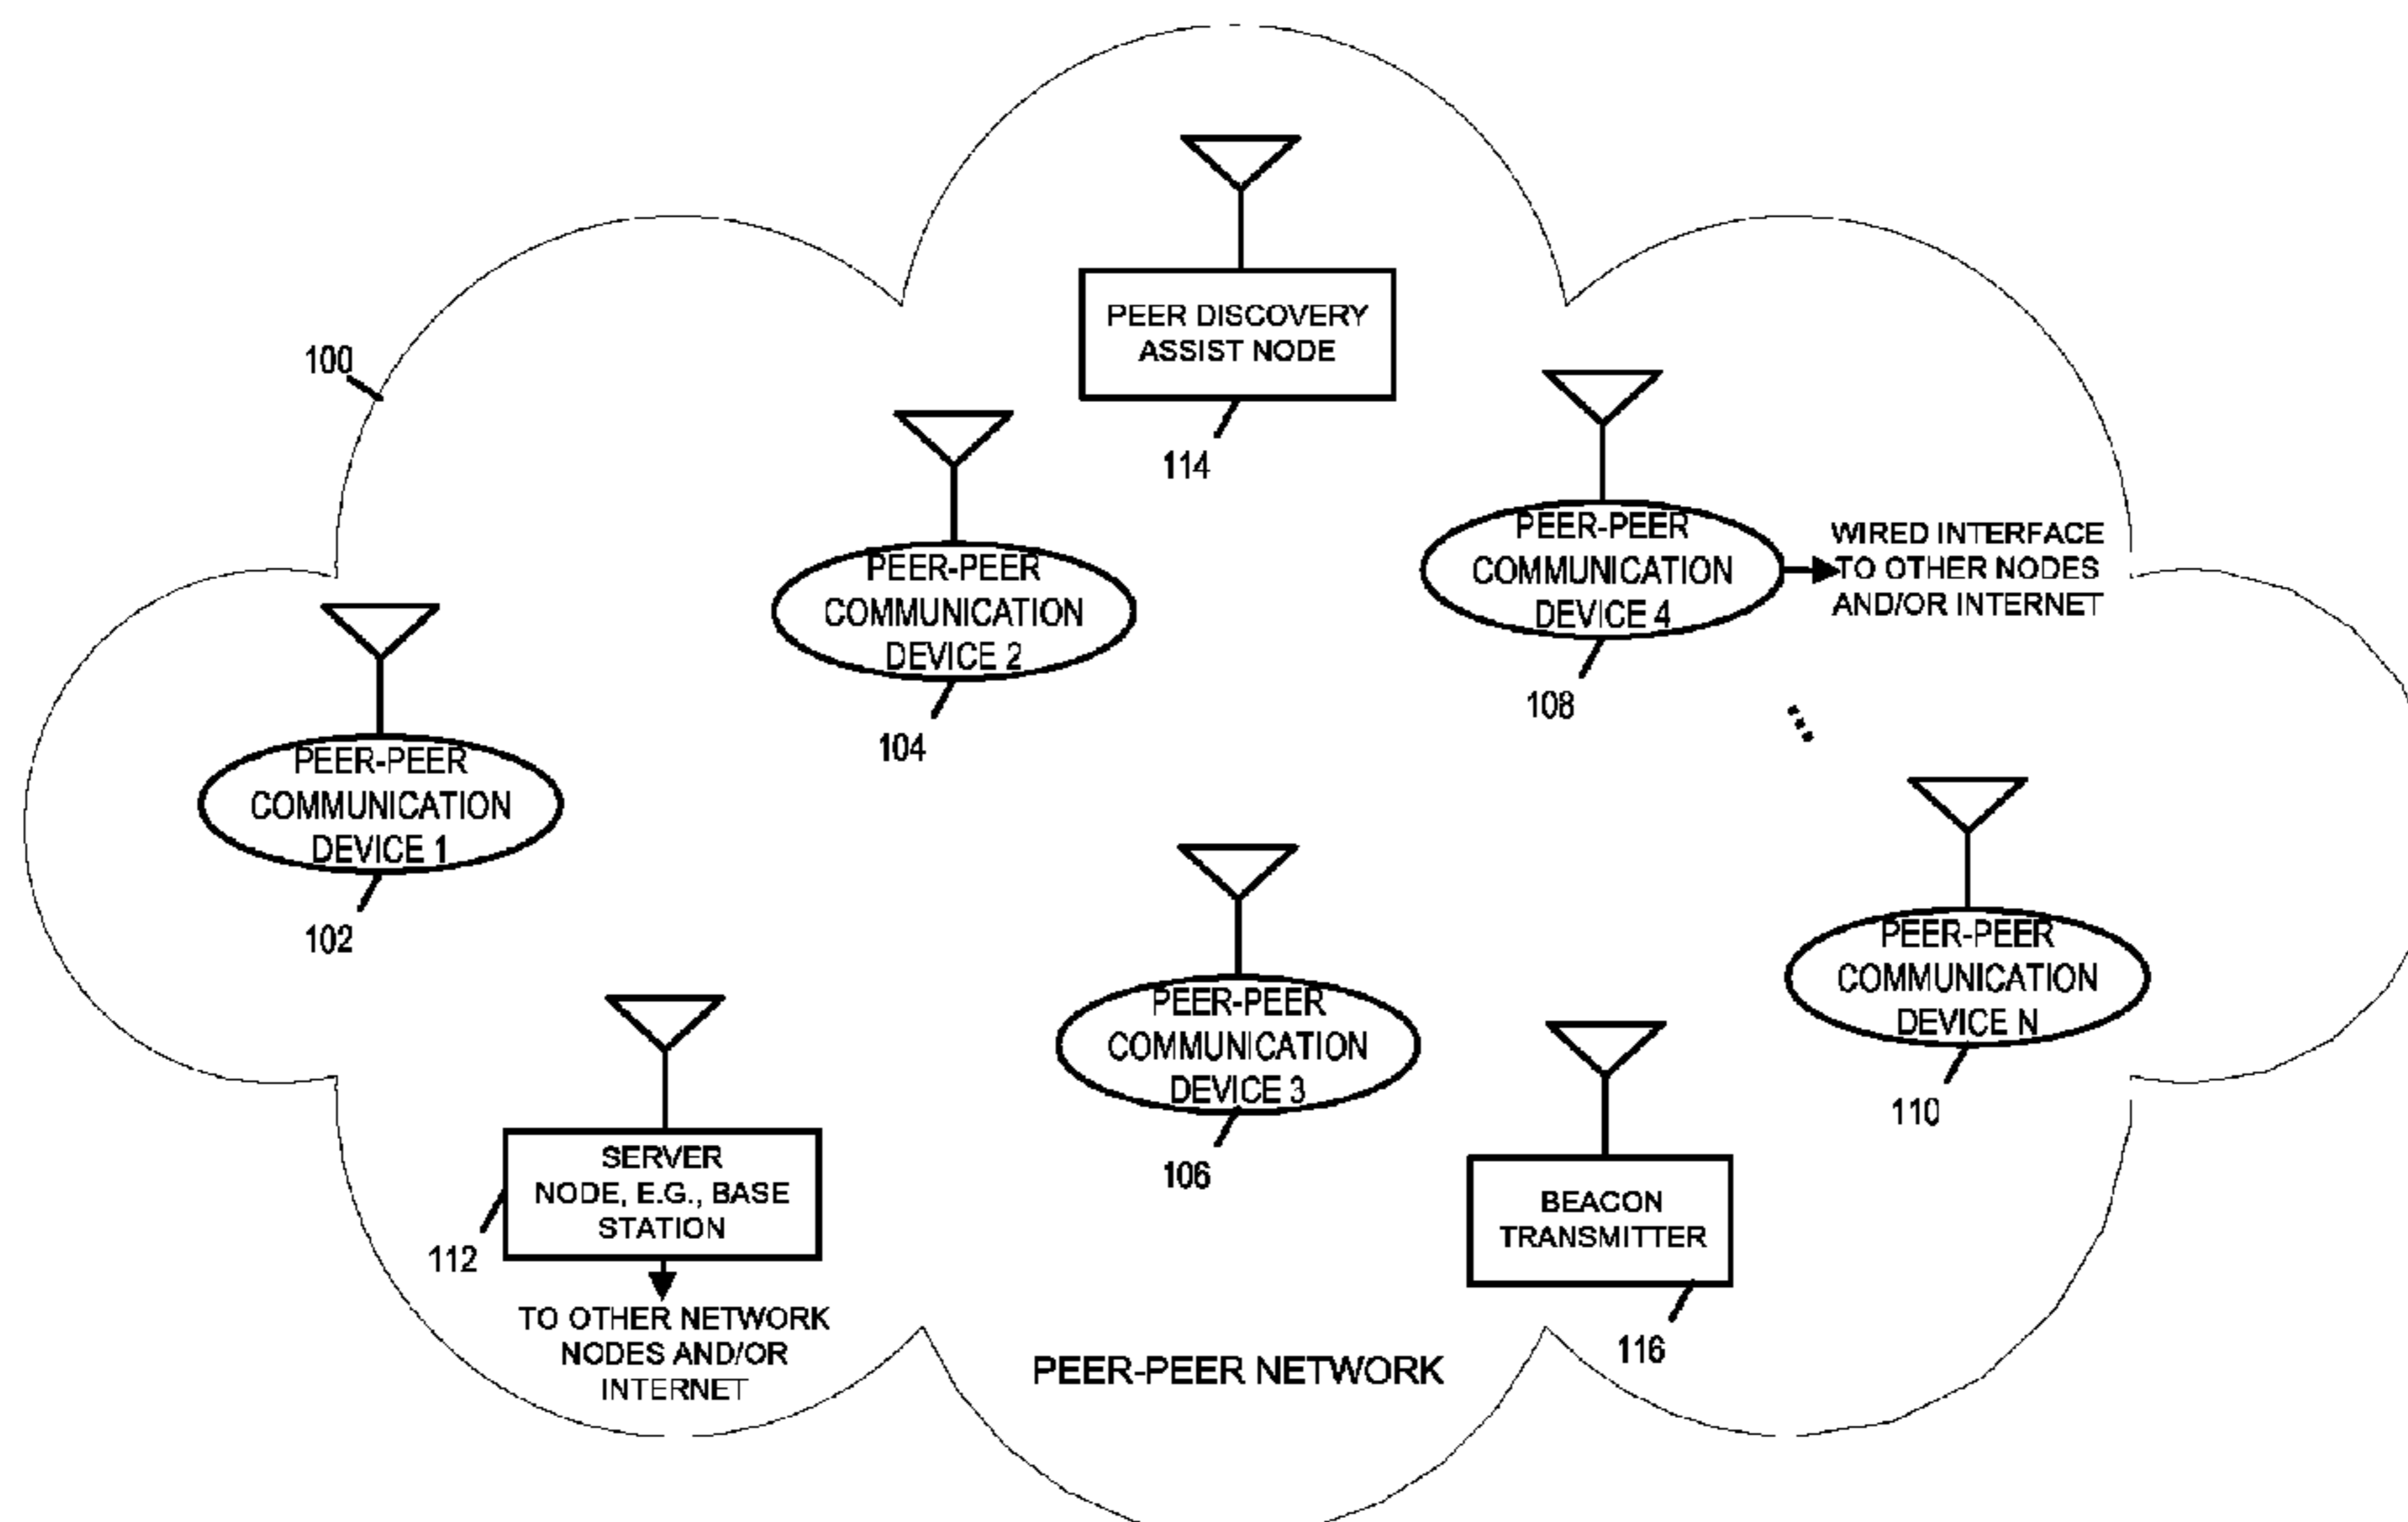 PEER DISCOVERY
ASSIST NODE
114
100
PEER-PEER
COMMUNICATION
DEVICE 2
104
PEER-PEER
COMMUNICATION
DEVICE 4
108
WIRED INTERFACE
TO OTHER NODES
AND/OR INTERNET
PEER-PEER
COMMUNICATION
DEVICE 1
102
PEER-PEER
COMMUNICATION
DEVICE 3
106
PEER-PEER
COMMUNICATION
DEVICE N
110
SERVER
NODE, E.G., BASE
STATION
112
TO OTHER NETWORK
NODES AND/OR
INTERNET
BEACON
TRANSMITTER
116
PEER-PEER NETWORK